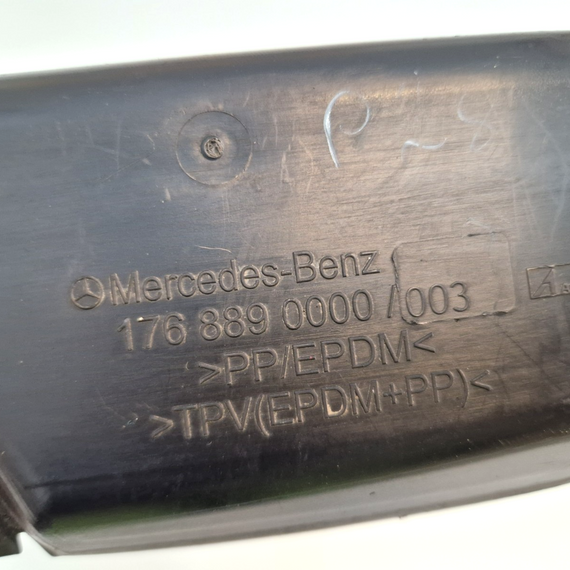 Mercedes-Benz
176 889 0000 / 003
>PP/EPDM<
>TPV(EPDM+PP)<